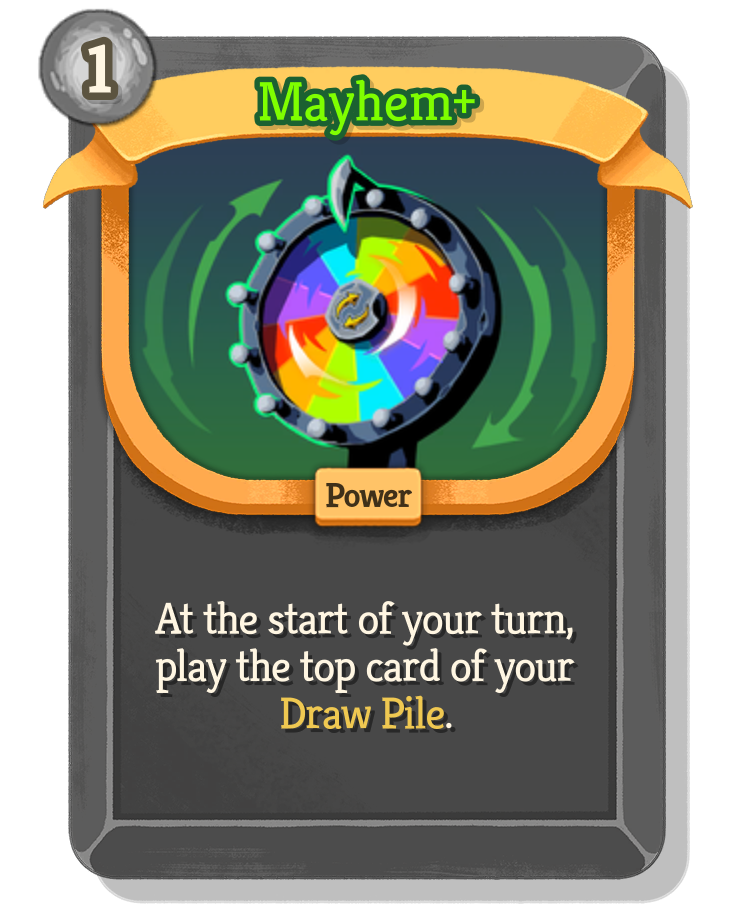 1
Mayhem+
Power
At the start of your turn,
play the top card of your
Draw Pile.